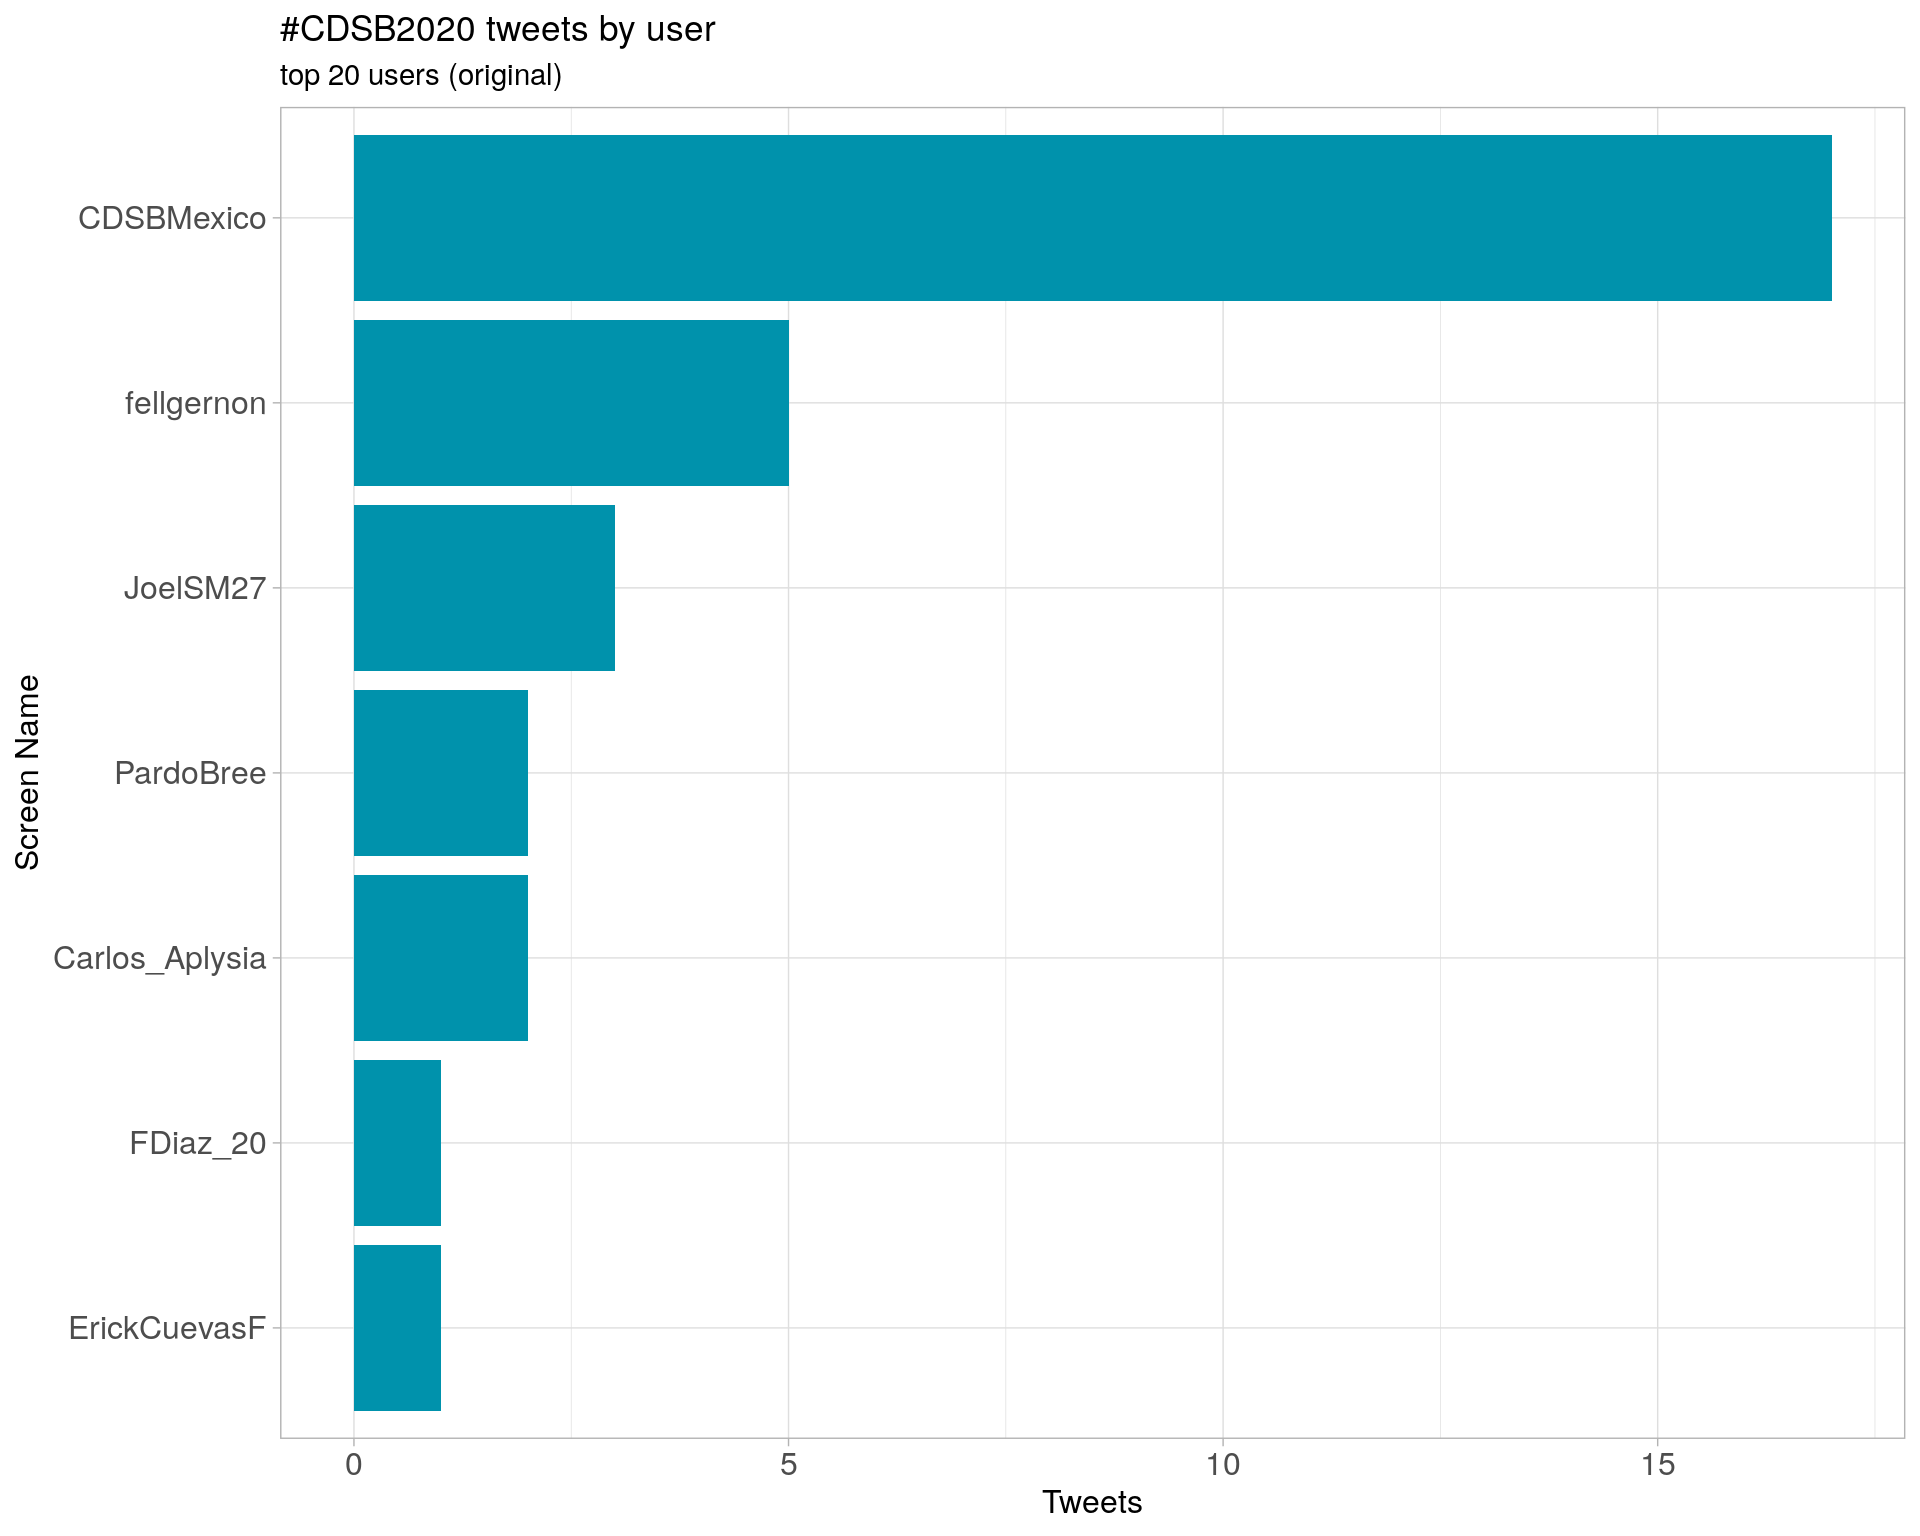 #CDSB2020 tweets by user
top 20 users (original)
Screen Name
CDSBMexico
fellgernon
JoelSM27
PardoBree
Carlos_Aplysia
FDiaz_20
ErickCuevasF
0 5 10 15
Tweets